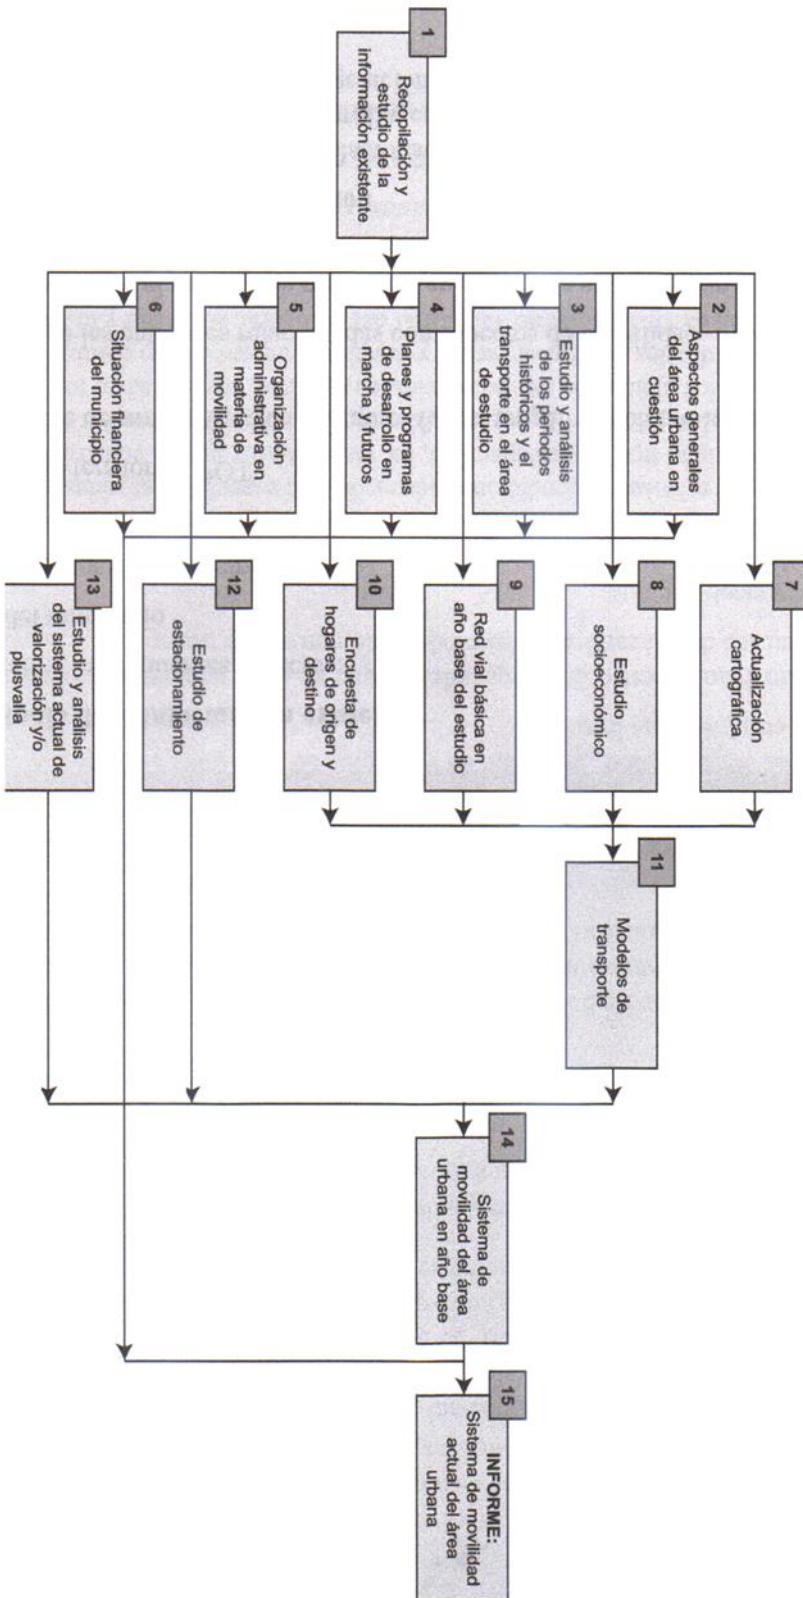 1
Recopilación y
estudio de la
información existente
2
Aspectos generales
del área urbana en
cuestión
3
Estudio y análisis
de los períodos
históricos y el
transporte en el área
de estudio
4
Planes y programas
de desarrollo en
marcha y futuros
5
Organización
administrativa en
materia de
movilidad
6
Situación financiera
del municipio
7
Actualización
cartográfica
8
Estudio
socioeconómico
9
Red vial básica en
año base del estudio
10
Encuesta de
hogares de origen y
destino
12
Estudio de
estacionamiento
13
Estudio y análisis
del sistema actual de
valorización y/o
plusvalía
11
Modelos de
transporte
14
Sistema de
movilidad del área
urbana en año base
15
INFORME:
Sistema de movilidad
actual del área
urbana